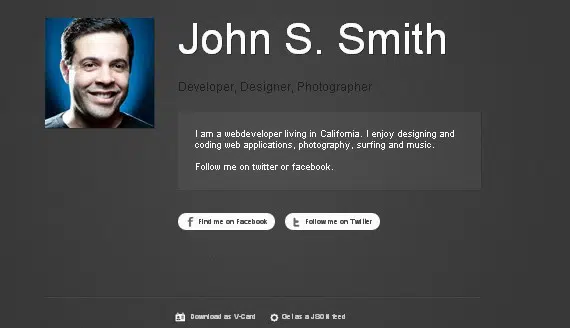 John S. Smith
Developer, Designer, Photographer
I am a webdeveloper living in California. I enjoy designing and
coding web applications, photography, surfing and music.
Follow me on twitter or facebook.
Find me on Facebook
Follow me on Twitter
Download as V-Card
Get as a JSON feed